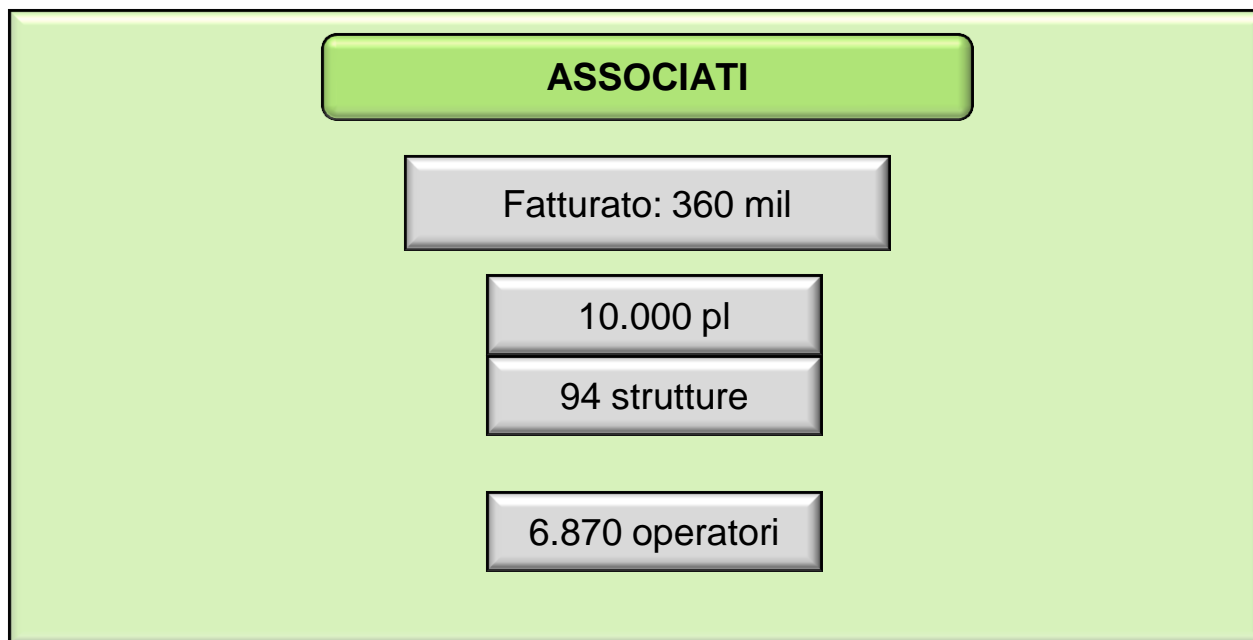 ASSOCIATI
Fatturato: 360 mil
10.000 pl
94 strutture
6.870 operatori